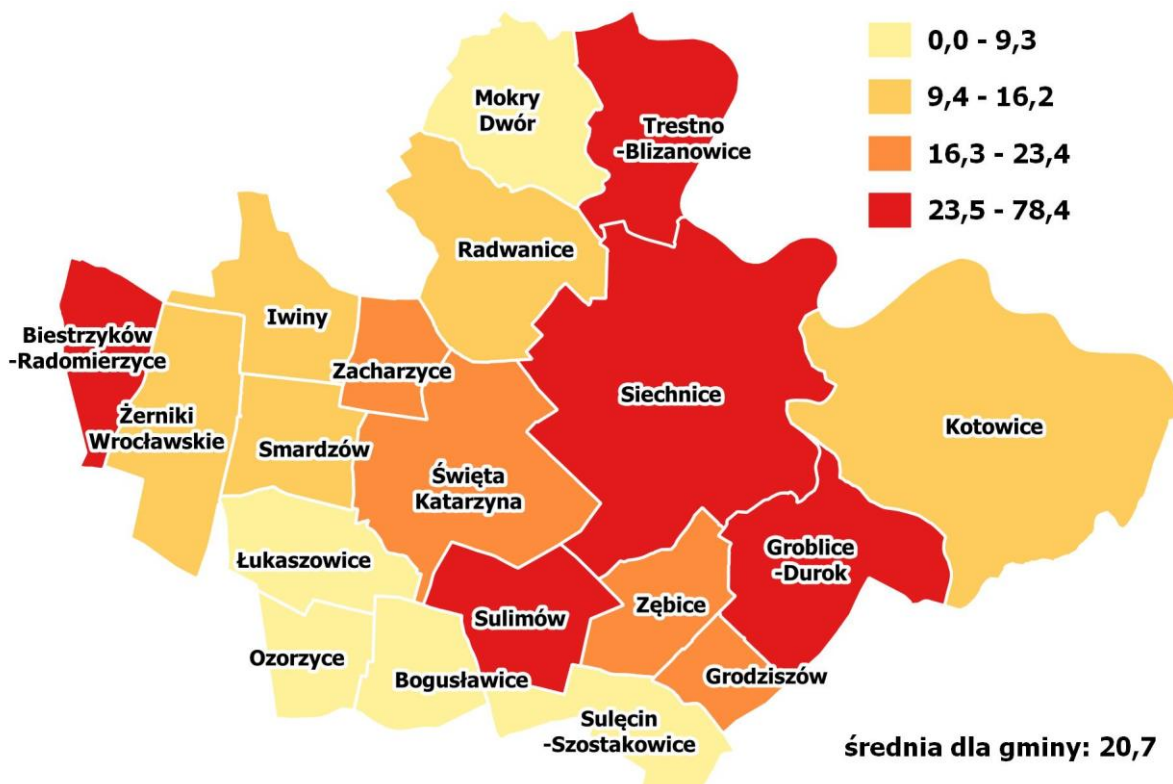 0,0 - 9,3
9,4 - 16,2
16,3 - 23,4
23,5 - 78,4
Mokry
Dwór
Trestno
-Blizanowice
Radwanice
Iwiny
Biestrzyków
-Radomierzyce
Zacharzyce
Siechnice
Żerniki
Wrocławskie
Smardzów
Kotowice
Święta
Katarzyna
Łukaszowice
Groblice
-Durok
Zębice
Sulimów
Ozorzyce
Bogusławice
Grodziszów
Sulęcin
-Szostakowice
średnia dla gminy: 20,7